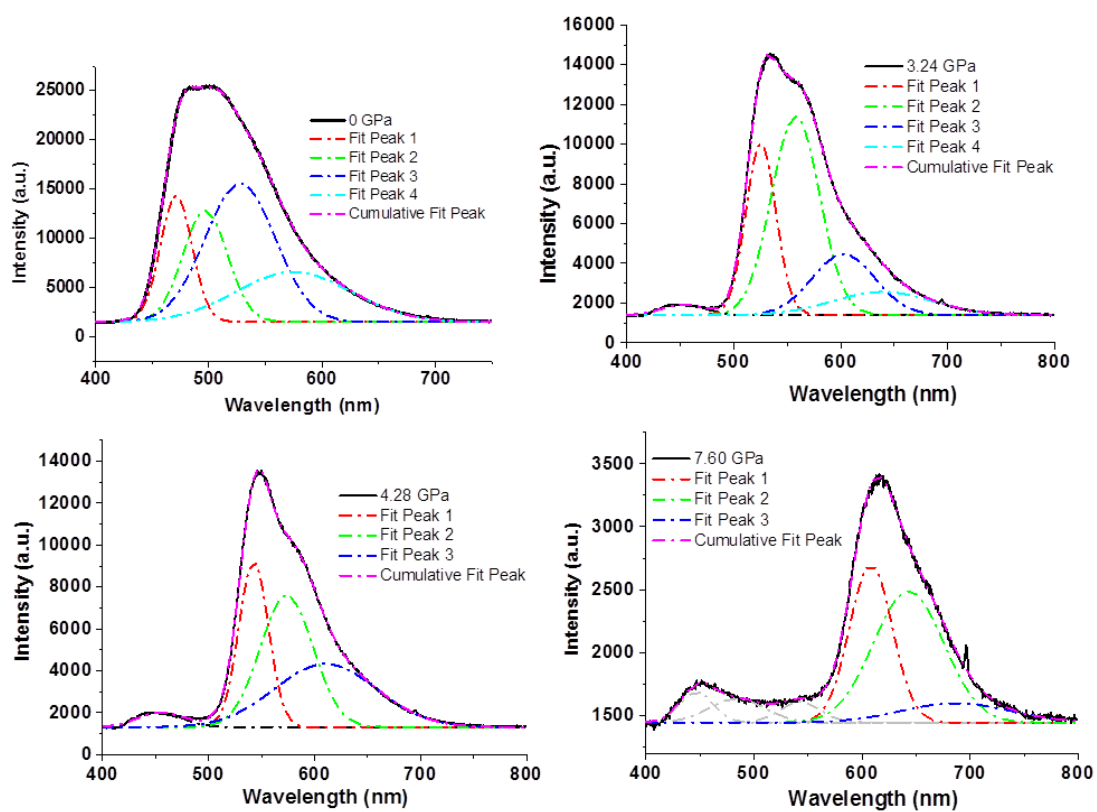 25000
20000
15000
10000
5000
0
Intensity (a.u.)
0 GPa
Fit Peak 1
Fit Peak 2
Fit Peak 3
Fit Peak 4
Cumulative Fit Peak
400 500 600 700
Wavelength (nm)
16000
14000
12000
10000
8000
6000
4000
2000
0
Intensity (a.u.)
3.24 GPa
Fit Peak 1
Fit Peak 2
Fit Peak 3
Fit Peak 4
Cumulative Fit Peak
400 500 600 700 800
Wavelength (nm)
14000
12000
10000
8000
6000
4000
2000
0
Intensity (a.u.)
4.28 GPa
Fit Peak 1
Fit Peak 2
Fit Peak 3
Cumulative Fit Peak
400 500 600 700 800
Wavelength (nm)
3500
3000
2500
2000
1500
Intensity (a.u.)
7.60 GPa
Fit Peak 1
Fit Peak 2
Fit Peak 3
Cumulative Fit Peak
400 500 600 700 800
Wavelength (nm)